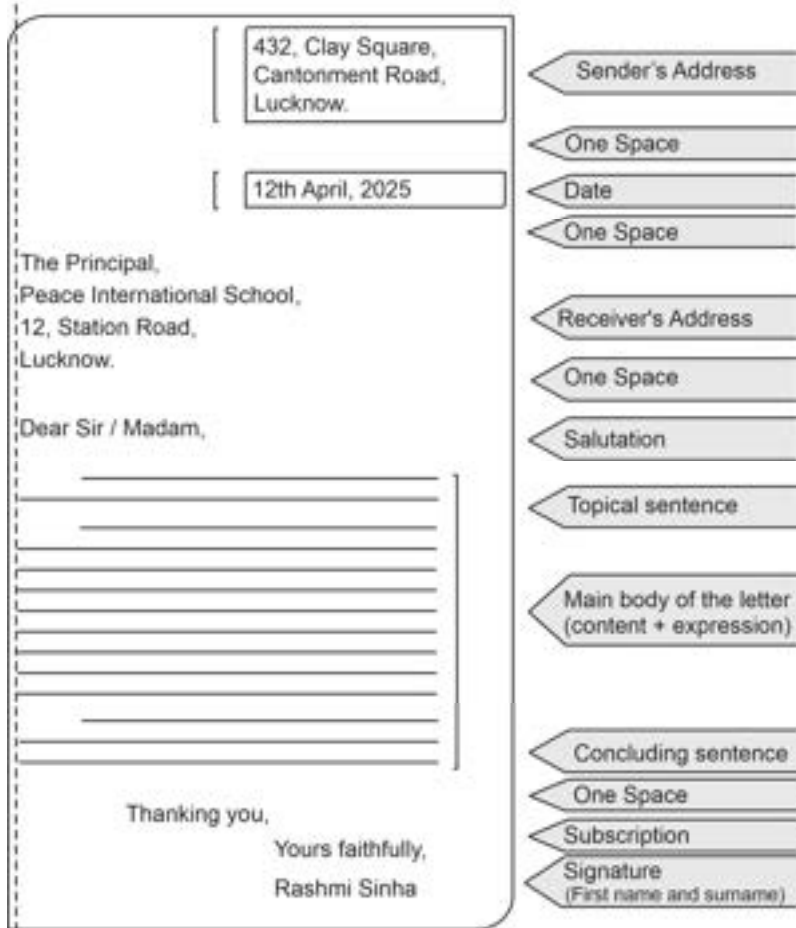 432, Clay Square,
Cantonment Road,
Lucknow.
Sender's Address
One Space
12th April, 2025
Date
One Space
The Principal,
Peace International School,
12, Station Road,
Lucknow.
Receiver's Address
One Space
Dear Sir / Madam,
Salutation
Topical sentence
Main body of the letter
(content + expression)
Concluding sentence
One Space
Thanking you,
Yours faithfully,
Subscription
Rashmi Sinha
Signature
(First name and surname)